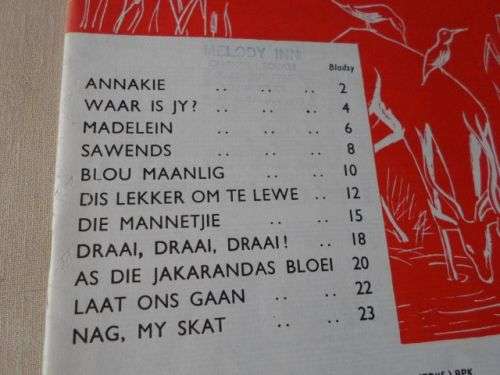 MELODY INN
Bladsy
ANNAKIE .. .. .. 2
WAAR IS JY? .. .. .. 4
MADELEIN .. .. .. 6
SAWENDS .. .. .. 8
BLOU MAANLIG .. .. 10
DIS LEKKER OM TE LEWE .. 12
DIE MANNETJIE .. .. 15
DRAAI, DRAAI, DRAAI! .. 18
AS DIE JAKARANDAS BLOEI 20
LAAT ONS GAAN .. .. 22
NAG, MY SKAT .. .. 23
BPK